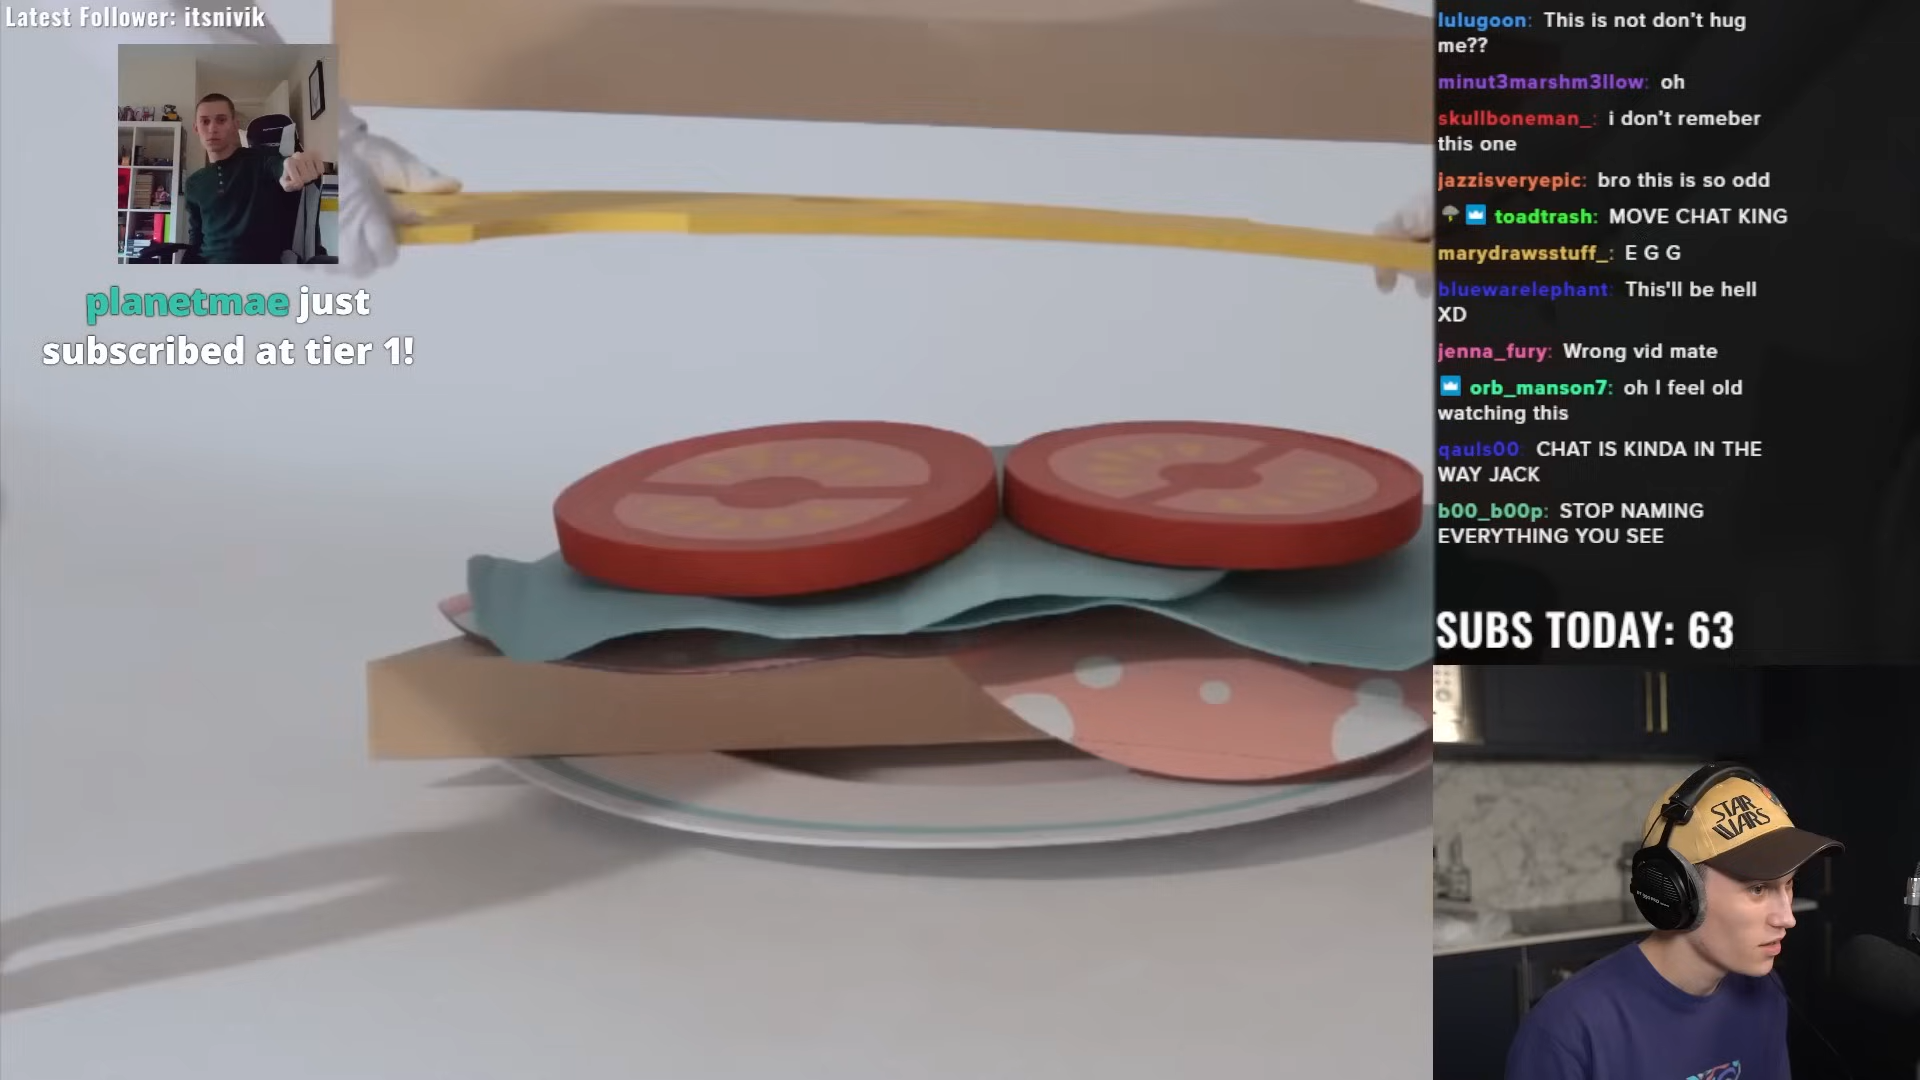 Latest Follower: itsnivik
planetmae just
subscribed at tier 1!
lulugoon: This is not don't hug
me??
minut3marshm3llow: oh
skullboneman_: i don't remeber
this one
jazzisveryepic: bro this is so odd
toadtrash: MOVE CHAT KING
marydrawsstuff_: E G G
bluewarelephant: This'll be hell
XD
jenna_fury: Wrong vid mate
orb_manson7: oh I feel old
watching this
qauls00: CHAT IS KINDA IN THE
WAY JACK
b00_b00p: STOP NAMING
EVERYTHING YOU SEE
SUBS TODAY: 63
STAR
WARS